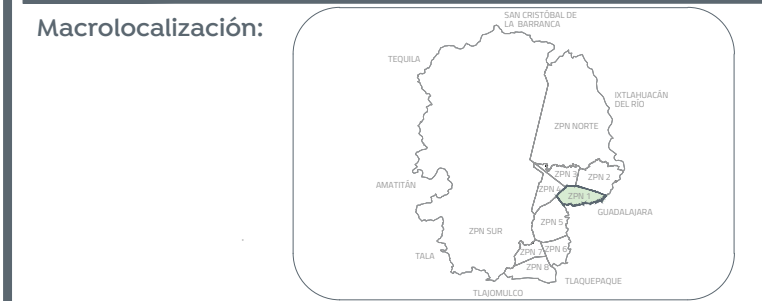 Macrolocalización:
SAN CRISTÓBAL DE
LA BARRANCA
TEQUILA
IXTLAHUACÁN
DEL RÍO
ZPN NORTE
ZPN 3
ZPN 2
AMATITÁN
ZPN 4
ZPN 1
GUADALAJARA
ZPN 5
ZPN SUR
ZPN 7
ZPN 6
TALA
ZPN 8
TLAQUEPAQUE
TLAJOMULCO